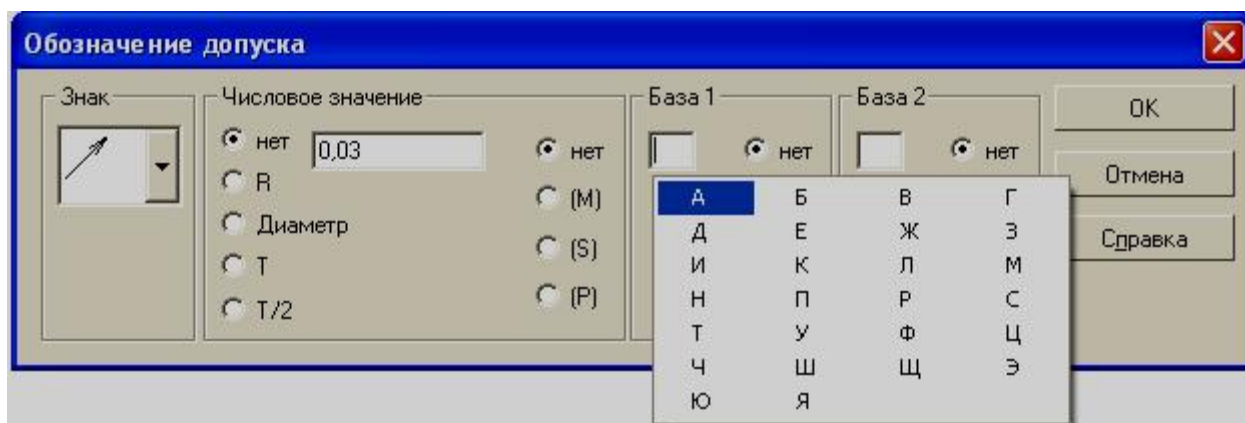 Обозначение допуска
Знак Числовое значение База 1 База 2
нет 0,03 нет нет нет OK
R (M) Отмена
Диаметр (S) Справка
T (P)
T/2
А Б В Г
Д Е Ж З
И К Л М
Н П Р С
Т У Ф Ц
Ч Ш Щ Э
Ю Я